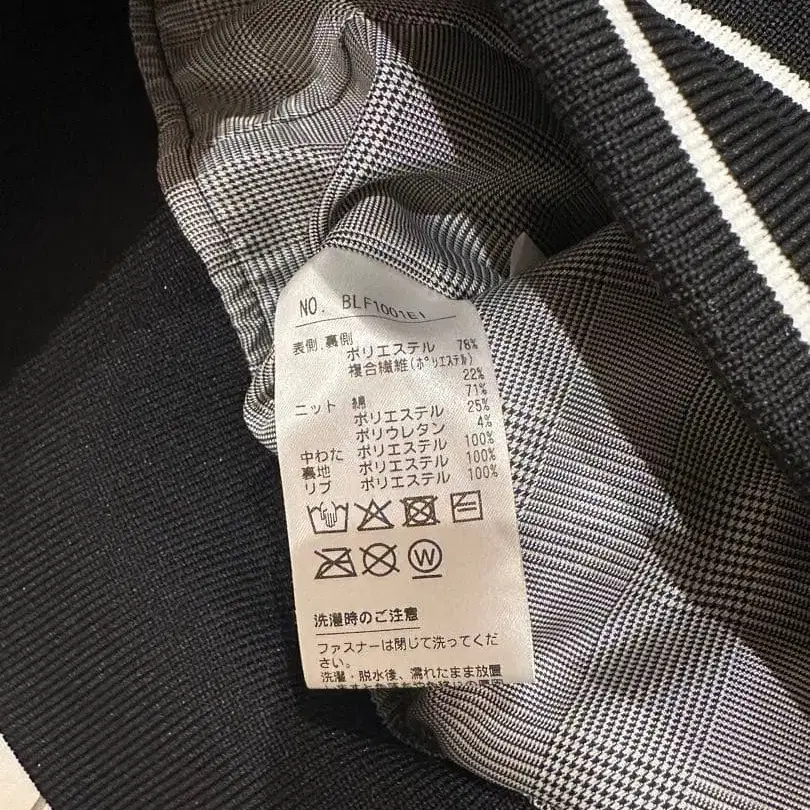 NO. BLF1001E1
表側、裏側
ポリエステル 78%
複合繊維(ポリエステル)
22%
ニット 綿 71%
ポリエステル 25%
ポリウレタン 4%
中わた ポリエステル 100%
裏地 ポリエステル 100%
リブ ポリエステル 100%
W
洗濯時のご注意
ファスナーは閉じて洗ってくだ
さい。
洗濯・脱水後、濡れたまま放置